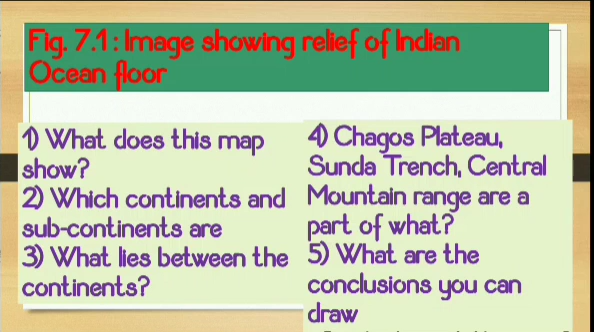 Fig. 7.1 : Image showing relief of Indian
Ocean floor
1) What does this map
show?
2) Which continents and
sub-continents are
3) What lies between the
continents?
4) Chagos Plateau,
Sunda Trench, Central
Mountain range are a
part of what?
5) What are the
conclusions you can
draw